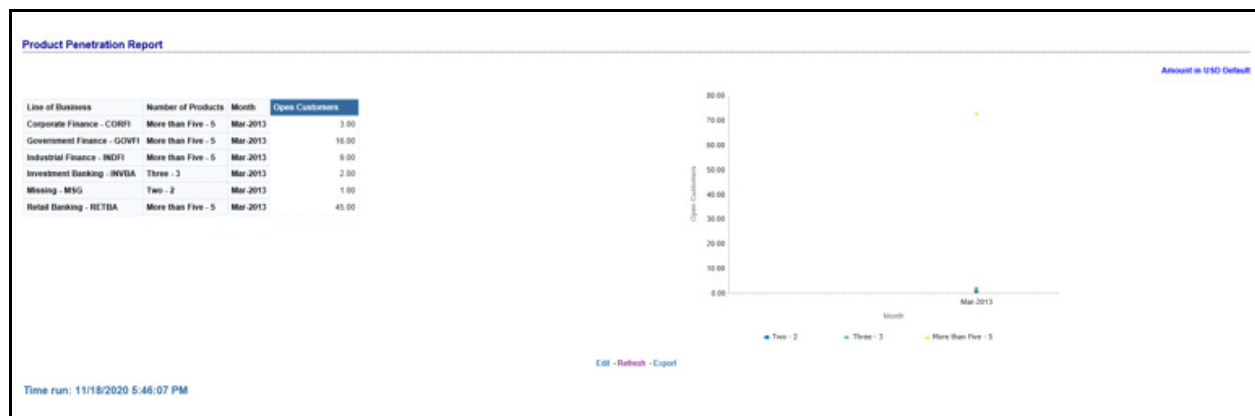 Product Penetration Report
Amount in USD Default
Line of Business Number of Products Month Open Customers
Corporate Finance - CORFI More than Five - 5 Mar-2013 3.00
Government Finance - GOVFI More than Five - 5 Mar-2013 16.00
Industrial Finance - INDFI More than Five - 5 Mar-2013 9.00
Investment Banking - INVBA Three - 3 Mar-2013 2.00
Missing - MSG Two - 2 Mar-2013 1.00
Retail Banking - RETBA More than Five - 5 Mar-2013 45.00
80.00
70.00
60.00
50.00
40.00
30.00
20.00
10.00
0.00
Open Customers
Mar-2013
Month
Two - 2 Three - 3 More than Five - 5
Edit - Refresh - Export
Time run: 11/18/2020 5:46:07 PM